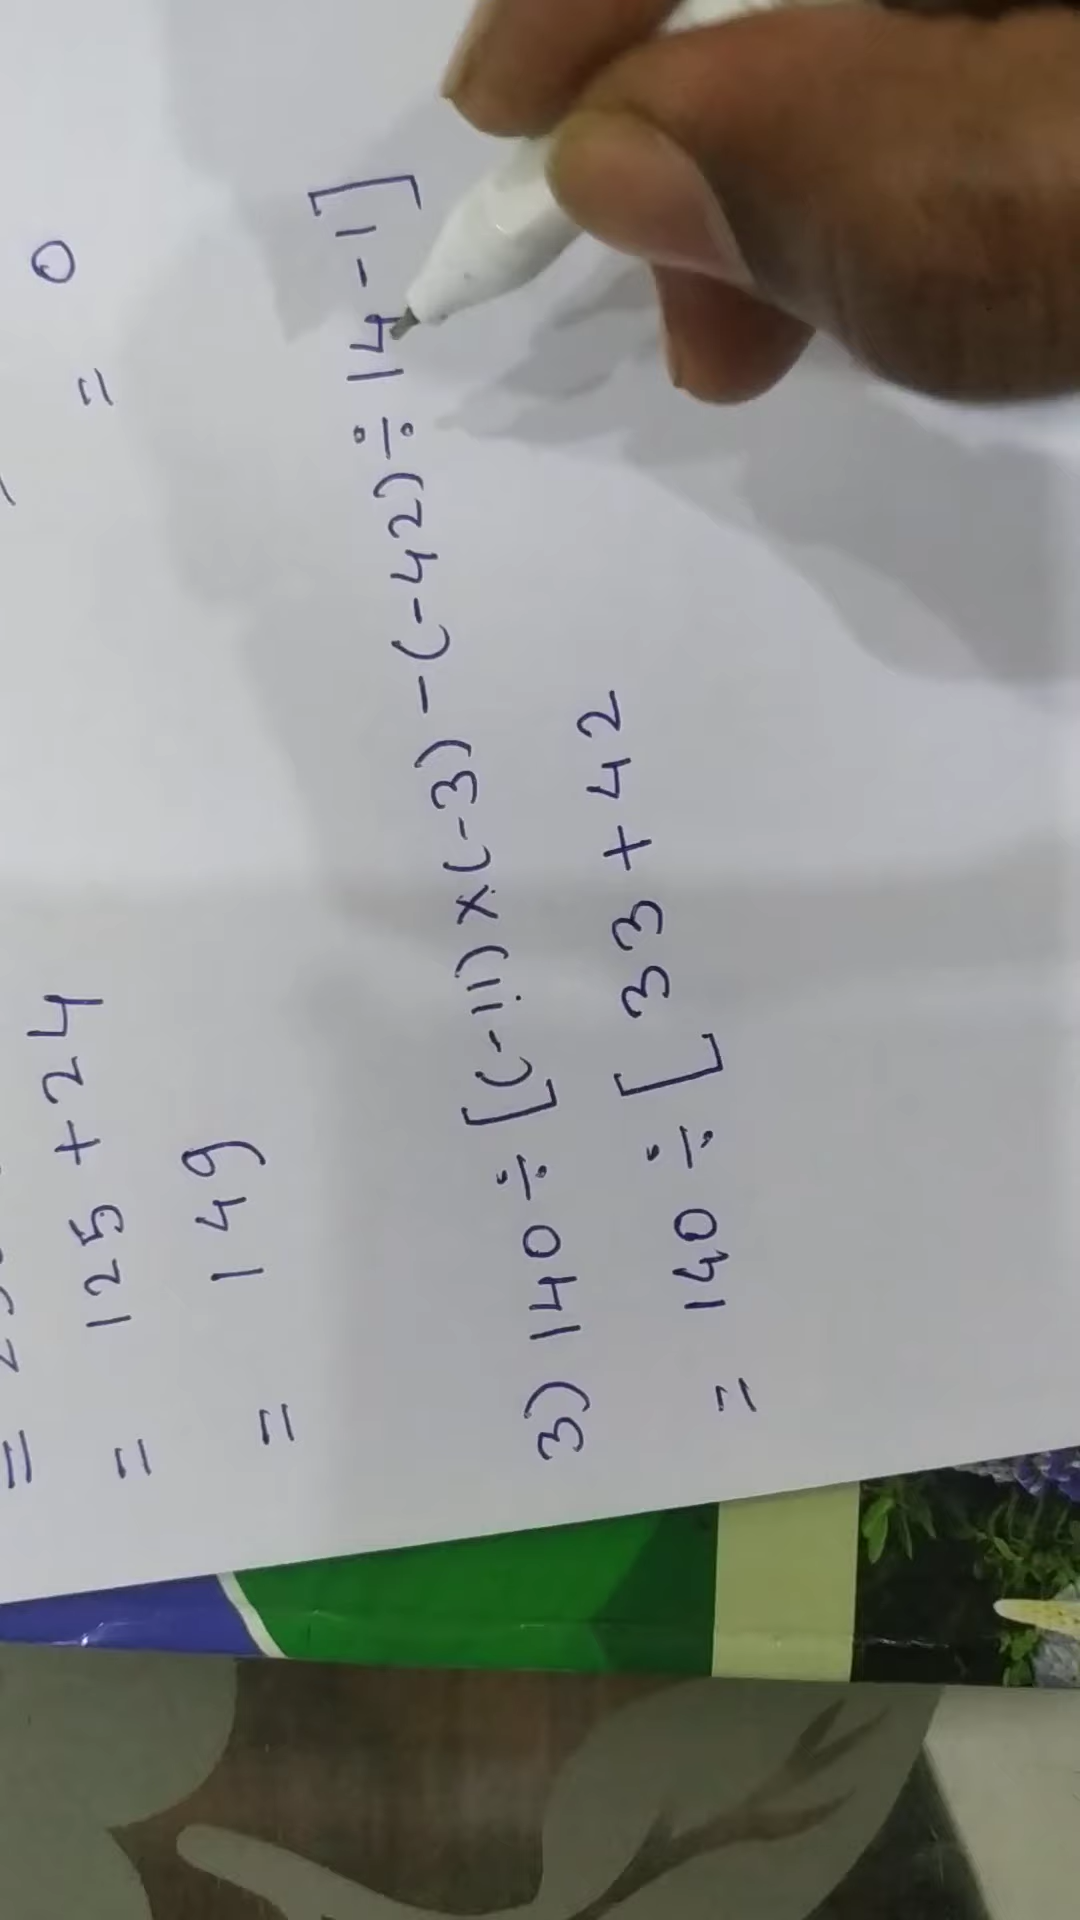 = 125 + 24
= 149
= 0
3) 140 ÷ [(-11) × (-3) - (-42) ÷ 14 - 1]
= 140 ÷ [33 + 42